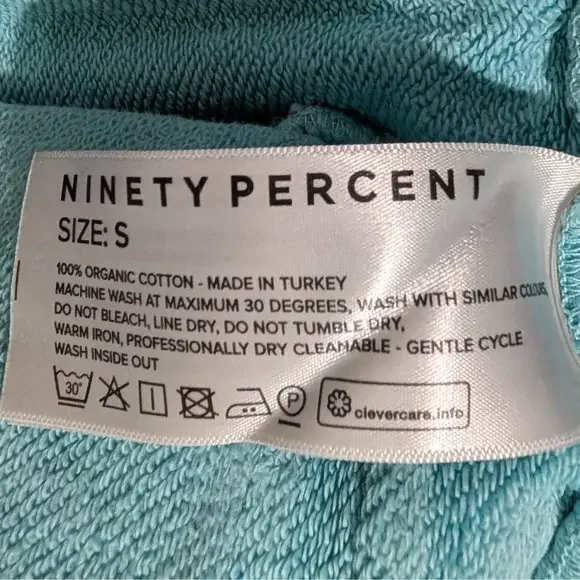 NINETY PERCENT
SIZE: S
100% ORGANIC COTTON - MADE IN TURKEY
MACHINE WASH AT MAXIMUM 30 DEGREES, WASH WITH SIMILAR COLOURS,
DO NOT BLEACH, LINE DRY, DO NOT TUMBLE DRY,
WARM IRON, PROFESSIONALLY DRY CLEANABLE - GENTLE CYCLE
WASH INSIDE OUT
30° P clevercare.info